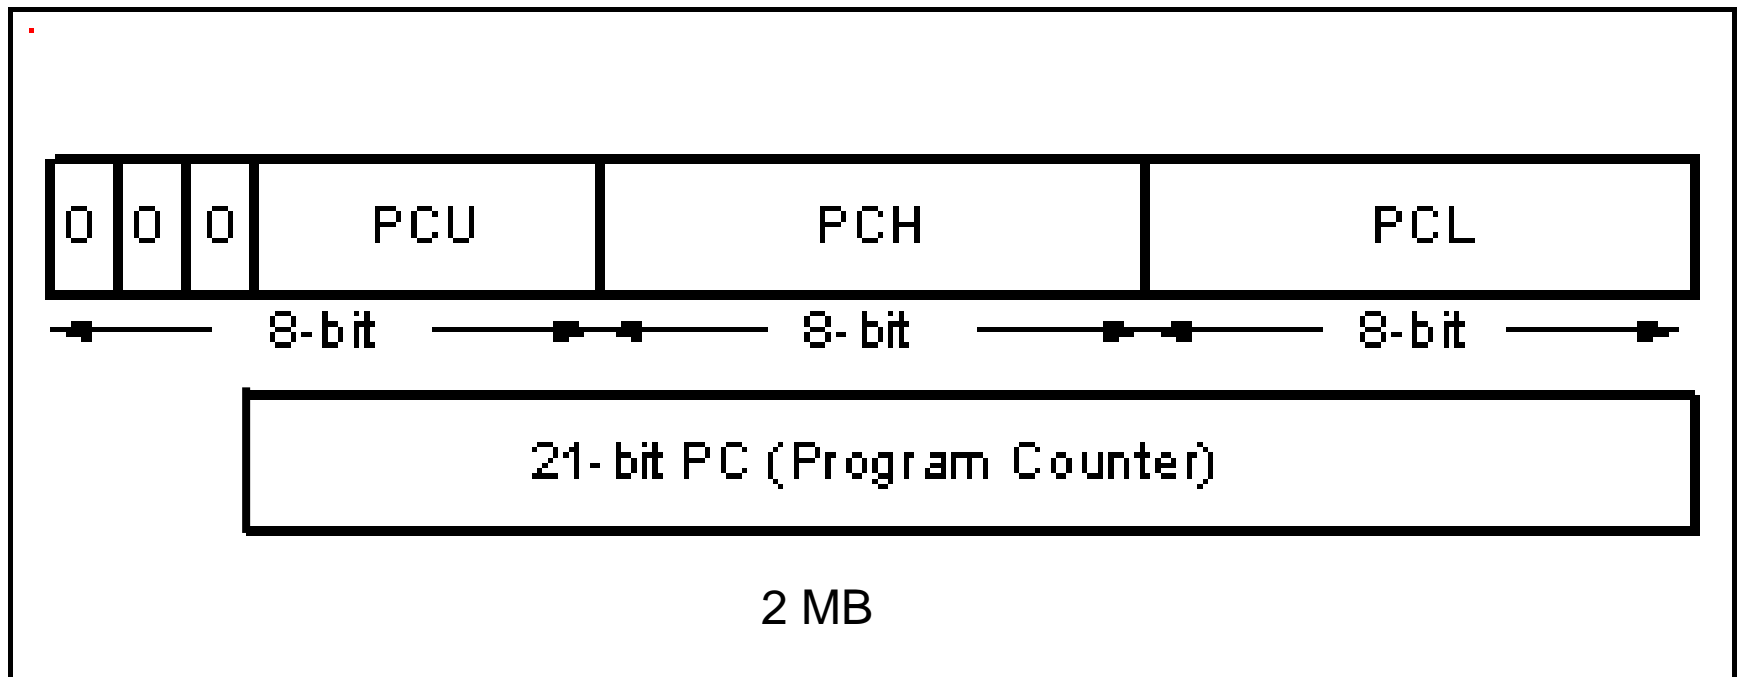 0 0 0 PCU PCH PCL
8-bit 8-bit 8-bit
21-bit PC (Program Counter)
2 MB